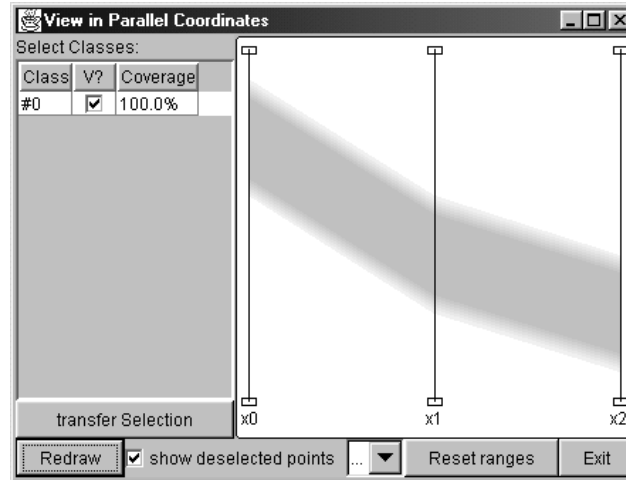 View in Parallel Coordinates
Select Classes:
Class V? Coverage
#0 100.0%
transfer Selection
x0 x1 x2
Redraw show deselected points ... Reset ranges Exit